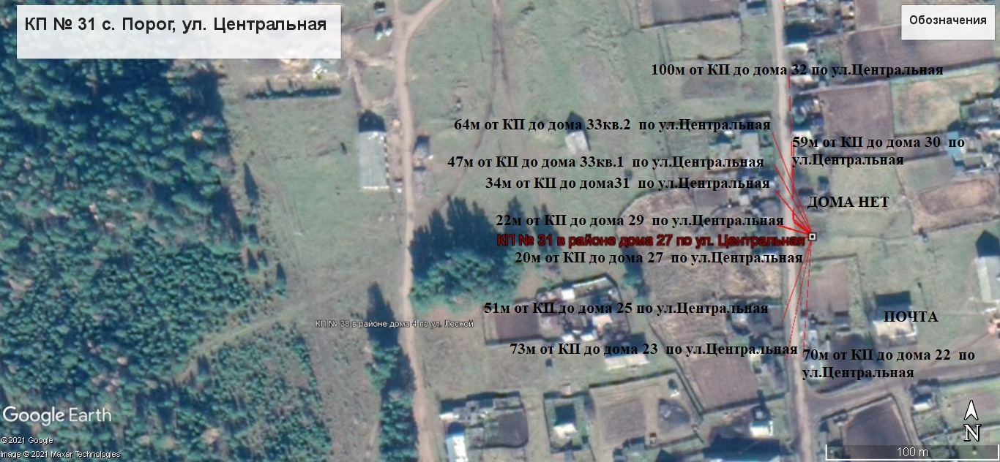 КП № 31 с. Порог, ул. Центральная
Обозначения
100м от КП до дома 32 по ул.Центральная
64м от КП до дома 33кв.2 по ул.Центральная
59м от КП до дома 30 по
ул.Центральная
47м от КП до дома 33кв.1 по ул.Центральная
34м от КП до дома31 по ул.Центральная
ДОМА НЕТ
22м от КП до дома 29 по ул.Центральная
КП № 31 в районе дома 27 по ул. Центральная
20м от КП до дома 27 по ул.Центральная
51м от КП до дома 25 по ул.Центральная
ПОЧТА
КП № 38 в районе дома 4 по ул. Лесной
73м от КП до дома 23 по ул.Центральная
70м от КП до дома 22 по
ул.Центральная
Google Earth
©2021 Google
Image © 2021 Maxar Technologies
N
100 m